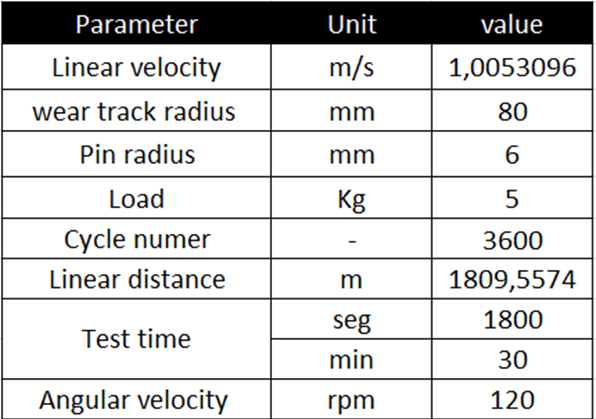 Parameter Unit value
Linear velocity m/s 1,0053096
wear track radius mm 80
Pin radius mm 6
Load Kg 5
Cycle numer - 3600
Linear distance m 1809,5574
Test time seg 1800
min 30
Angular velocity rpm 120